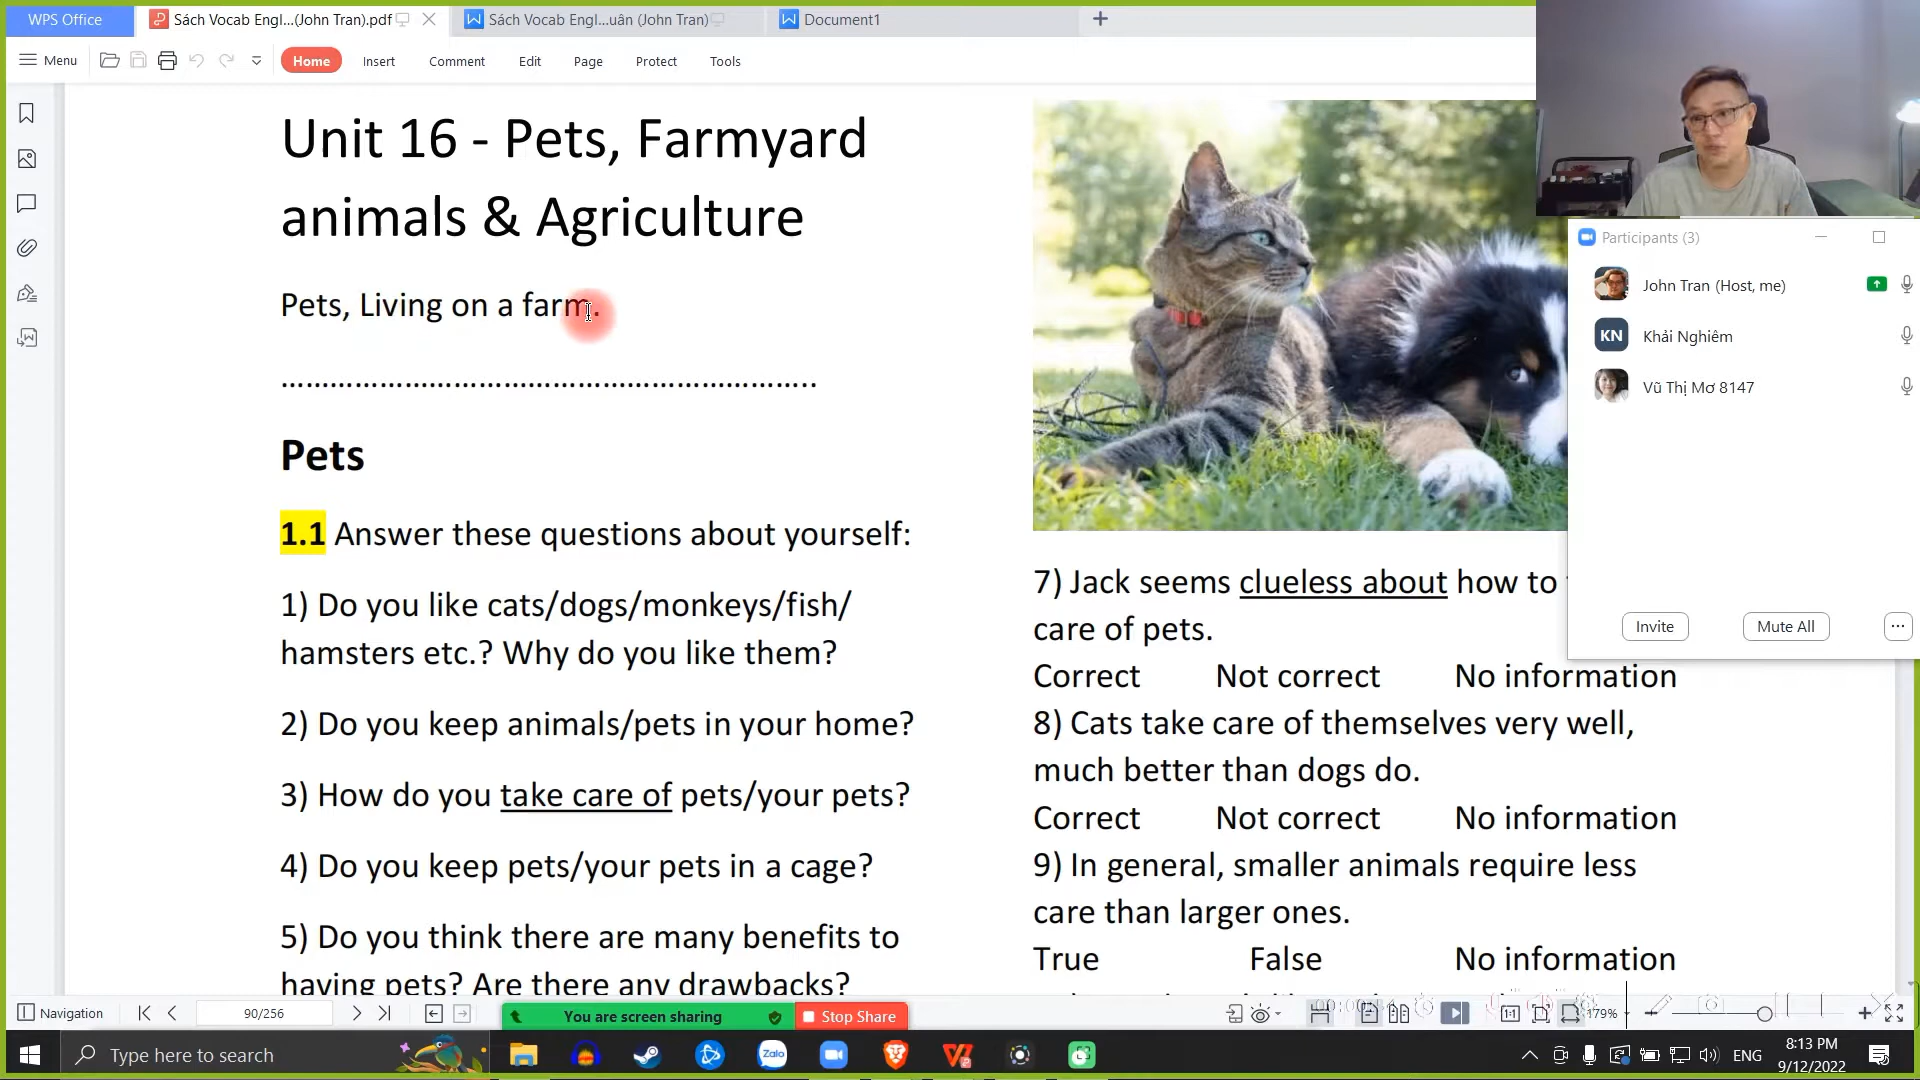 WPS Office
Sách Vocab Engl...(John Tran).pdf
Sách Vocab Engl...uân (John Tran)
Document1
Menu
Home
Insert
Comment
Edit
Page
Protect
Tools
Unit 16 - Pets, Farmyard
animals & Agriculture
Pets, Living on a farm.
Pets
1.1 Answer these questions about yourself:
1) Do you like cats/dogs/monkeys/fish/
hamsters etc.? Why do you like them?
2) Do you keep animals/pets in your home?
3) How do you take care of pets/your pets?
4) Do you keep pets/your pets in a cage?
5) Do you think there are many benefits to
having pets? Are there any drawbacks?
7) Jack seems clueless about how to
care of pets.
Correct Not correct No information
8) Cats take care of themselves very well,
much better than dogs do.
Correct Not correct No information
9) In general, smaller animals require less
care than larger ones.
True False No information
Participants (3)
John Tran (Host, me)
KN
Khải Nghiêm
Vũ Thị Mơ 8147
Invite
Mute All
Navigation
90/256
You are screen sharing
Stop Share
1:1
179%
Type here to search
Zalo
ENG
8:13 PM
9/12/2022